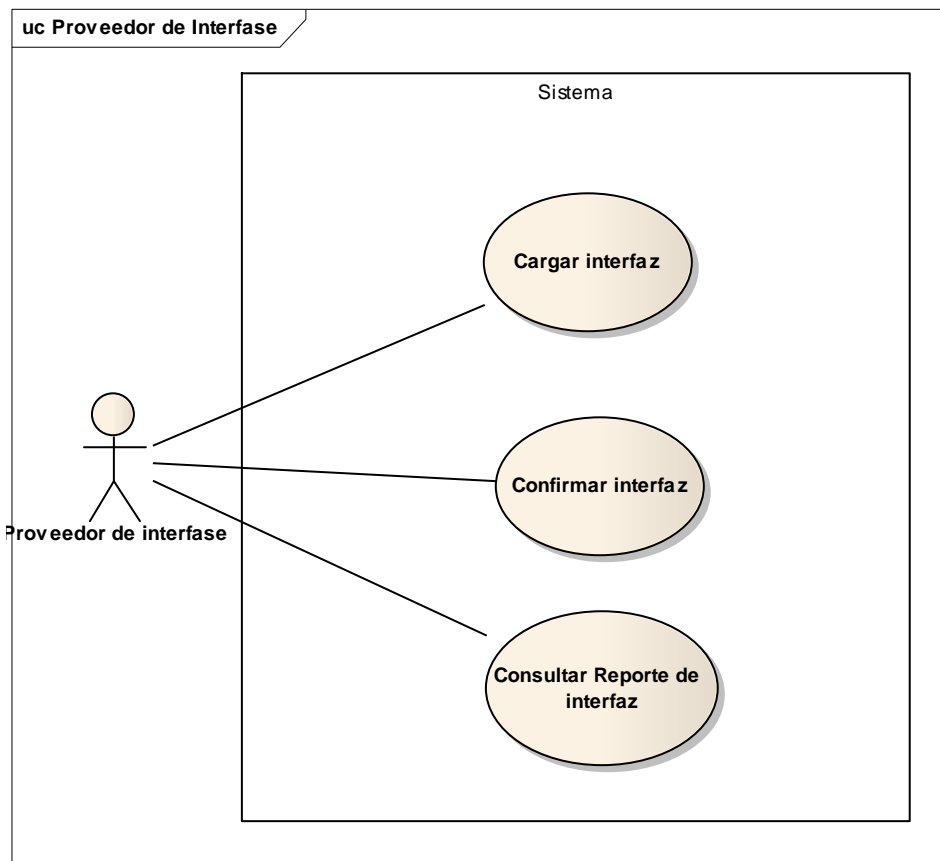 uc Proveedor de Interfase
Sistema
Cargar interfaz
Confirmar interfaz
Proveedor de interfase
Consultar Reporte de
interfaz